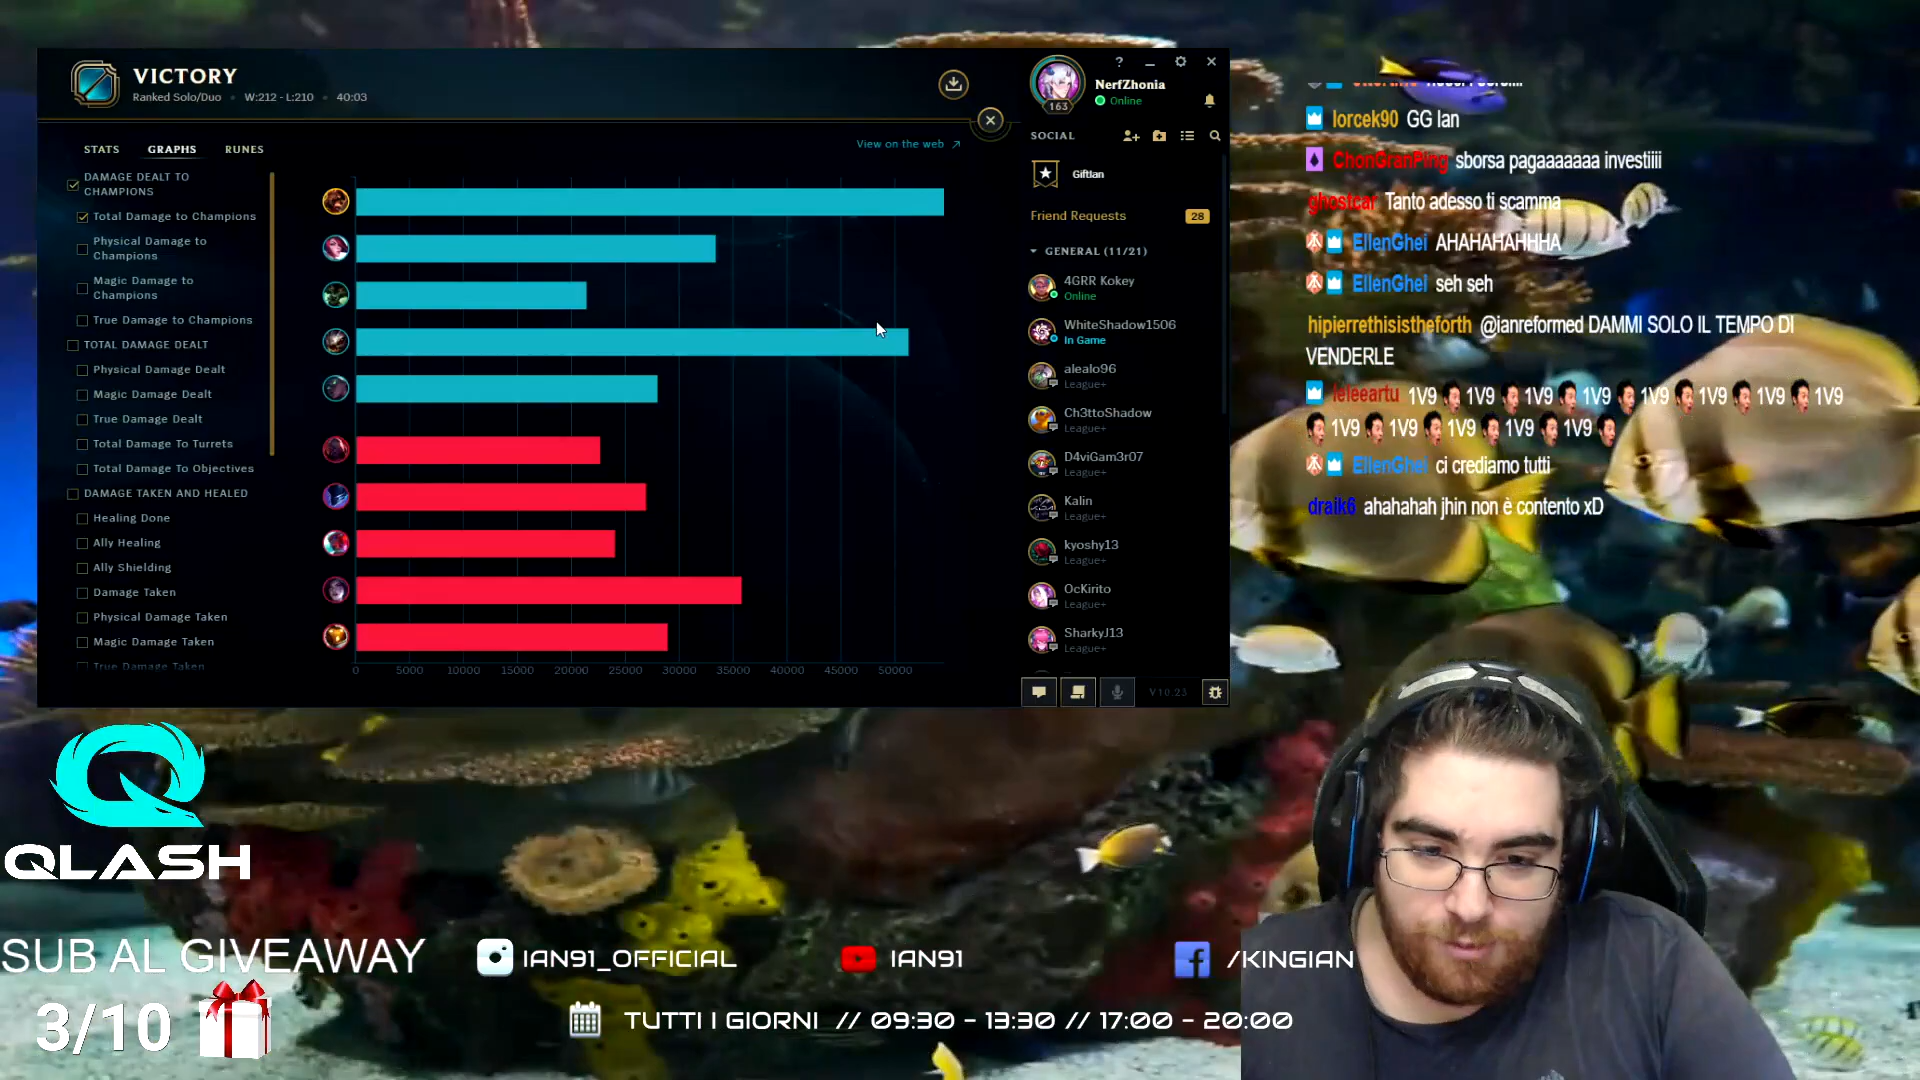 VICTORY
Ranked Solo/Duo • W:212 - L:210 • 40:03
STATS GRAPHS RUNES
View on the web
DAMAGE DEALT TO
CHAMPIONS
Total Damage to Champions
Physical Damage to
Champions
Magic Damage to
Champions
True Damage to Champions
TOTAL DAMAGE DEALT
Physical Damage Dealt
Magic Damage Dealt
True Damage Dealt
Total Damage To Turrets
Total Damage To Objectives
DAMAGE TAKEN AND HEALED
Healing Done
Ally Healing
Ally Shielding
Damage Taken
Physical Damage Taken
Magic Damage Taken
True Damage Taken
0 5000 10000 15000 20000 25000 30000 35000 40000 45000 50000
?
163
NerfZhonia
Online
SOCIAL
GiftIan
Friend Requests 28
GENERAL (11/21)
4GRR Kokey
Online
WhiteShadow1506
In Game
alealo96
League+
Ch3ttoShadow
League+
D4viGam3r07
League+
Kalin
League+
kyoshy13
League+
OcKirito
League+
SharkyJ13
League+
V10.23
lorcek90 GG Ian
ChonGranPing sborsa pagaaaaaaa investiiii
ghostcar Tanto adesso ti scamma
EllenGhei AHAHAHAHHHA
EllenGhei seh seh
hipierrethisistheforth @ianreformed DAMMI SOLO IL TEMPO DI
VENDERLE
leleeartu 1V9 1V9 1V9 1V9 1V9 1V9 1V9 1V9
1V9 1V9 1V9 1V9 1V9
EllenGhei ci crediamo tutti
draik6 ahahahah jhin non è contento xD
QLASH
SUB AL GIVEAWAY
3/10
IAN91_OFFICIAL IAN91 /KINGIAN
TUTTI I GIORNI // 09:30 - 13:30 // 17:00 - 20:00